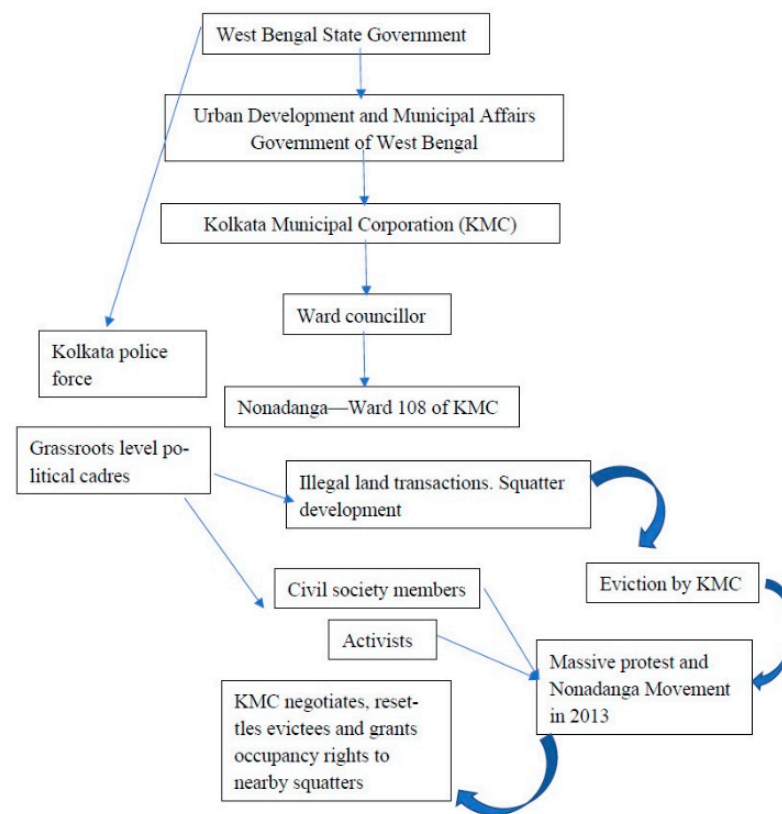 West Bengal State Government
Urban Development and Municipal Affairs
Government of West Bengal
Kolkata Municipal Corporation (KMC)
Ward councillor
Kolkata police
force
Nonadanga—Ward 108 of KMC
Grassroots level po-
litical cadres
Illegal land transactions. Squatter
development
Eviction by KMC
Civil society members
Activists
Massive protest and
Nonadanga Movement
in 2013
KMC negotiates, reset-
tles evictees and grants
occupancy rights to
nearby squatters